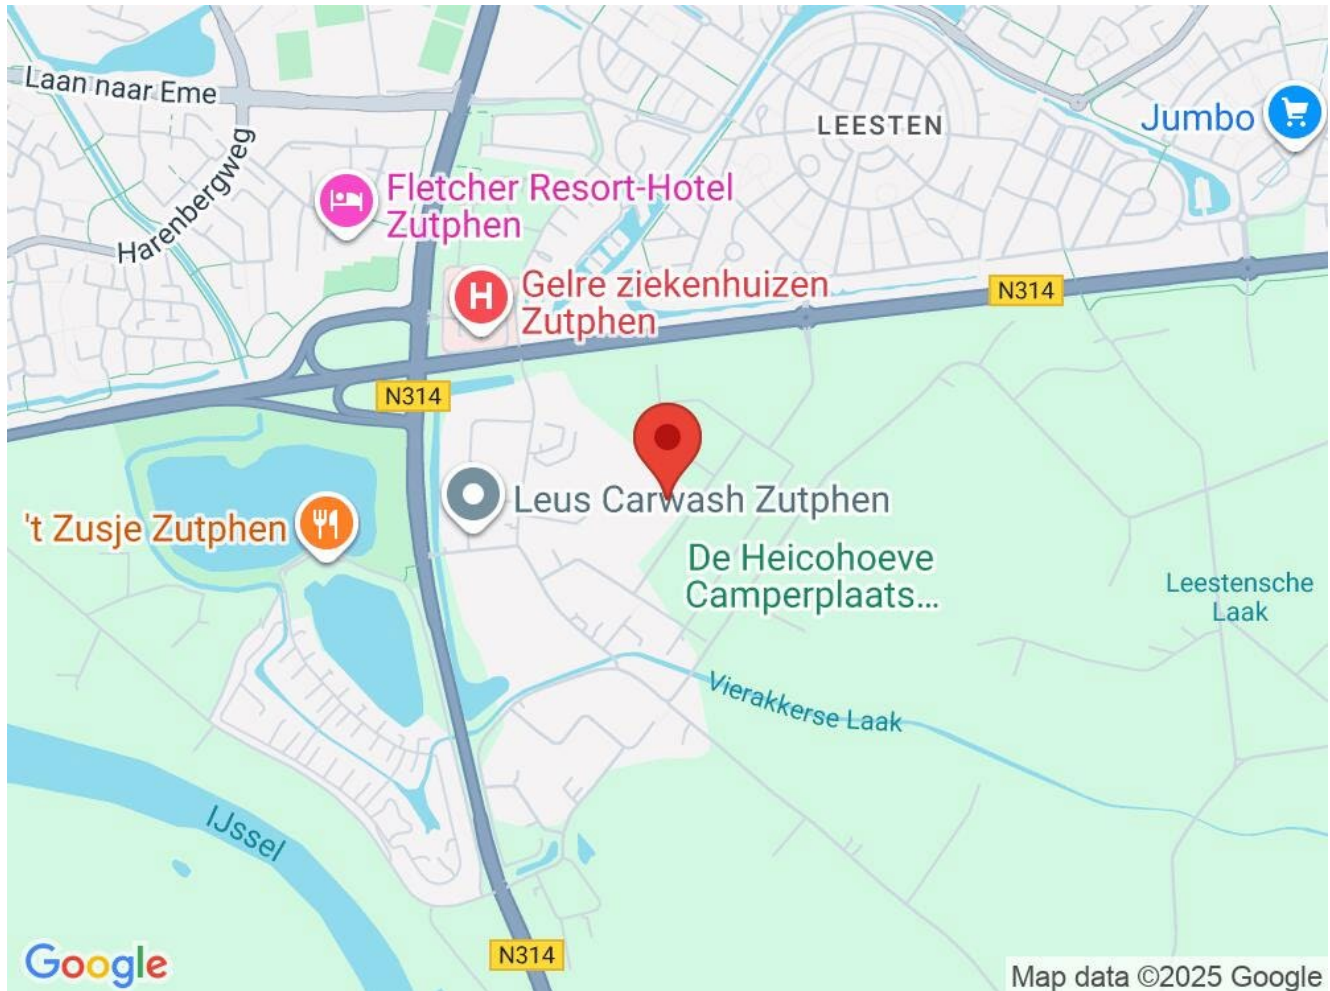 Laan naar Eme
Harenbergweg
LEESTEN
Jumbo
Fletcher Resort-Hotel
Zutphen
H
Gelre ziekenhuizen
Zutphen
N314
N314
Leus Carwash Zutphen
't Zusje Zutphen
De Heicohoeve
Camperplaats...
Leestensche
Laak
Vierakkerse Laak
IJssel
N314
Google
Map data ©2025 Google